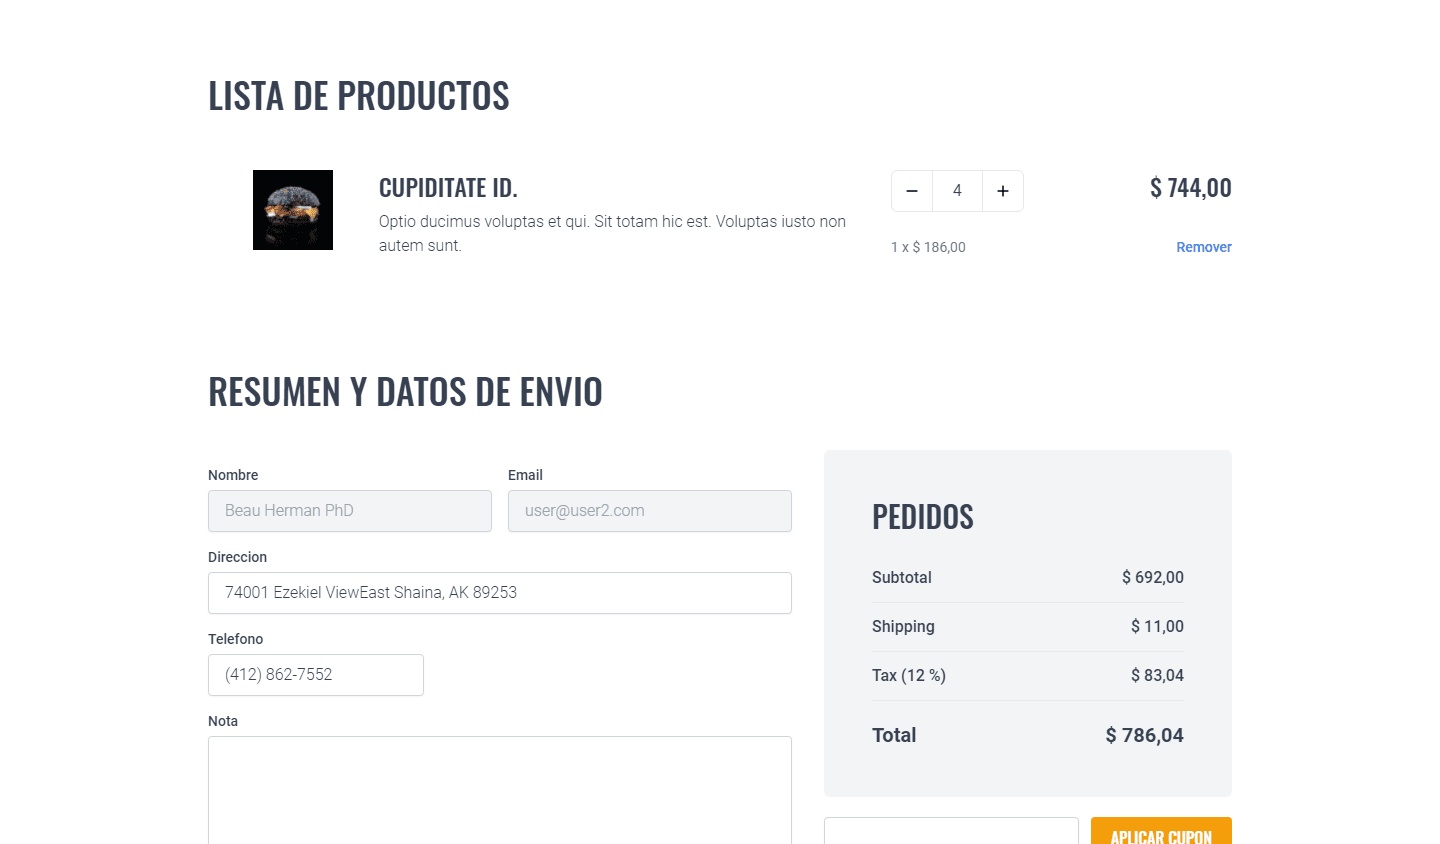 LISTA DE PRODUCTOS
CUPIDITATE ID.
Optio ducimus voluptas et qui. Sit totam hic est. Voluptas iusto non
autem sunt.
− 4 +
1 x $ 186,00
$ 744,00
Remover
RESUMEN Y DATOS DE ENVIO
Nombre
Beau Herman PhD
Email
user@user2.com
Direccion
74001 Ezekiel ViewEast Shaina, AK 89253
Telefono
(412) 862-7552
Nota
PEDIDOS
Subtotal $ 692,00
Shipping $ 11,00
Tax (12 %) $ 83,04
Total $ 786,04
APLICAR CUPON